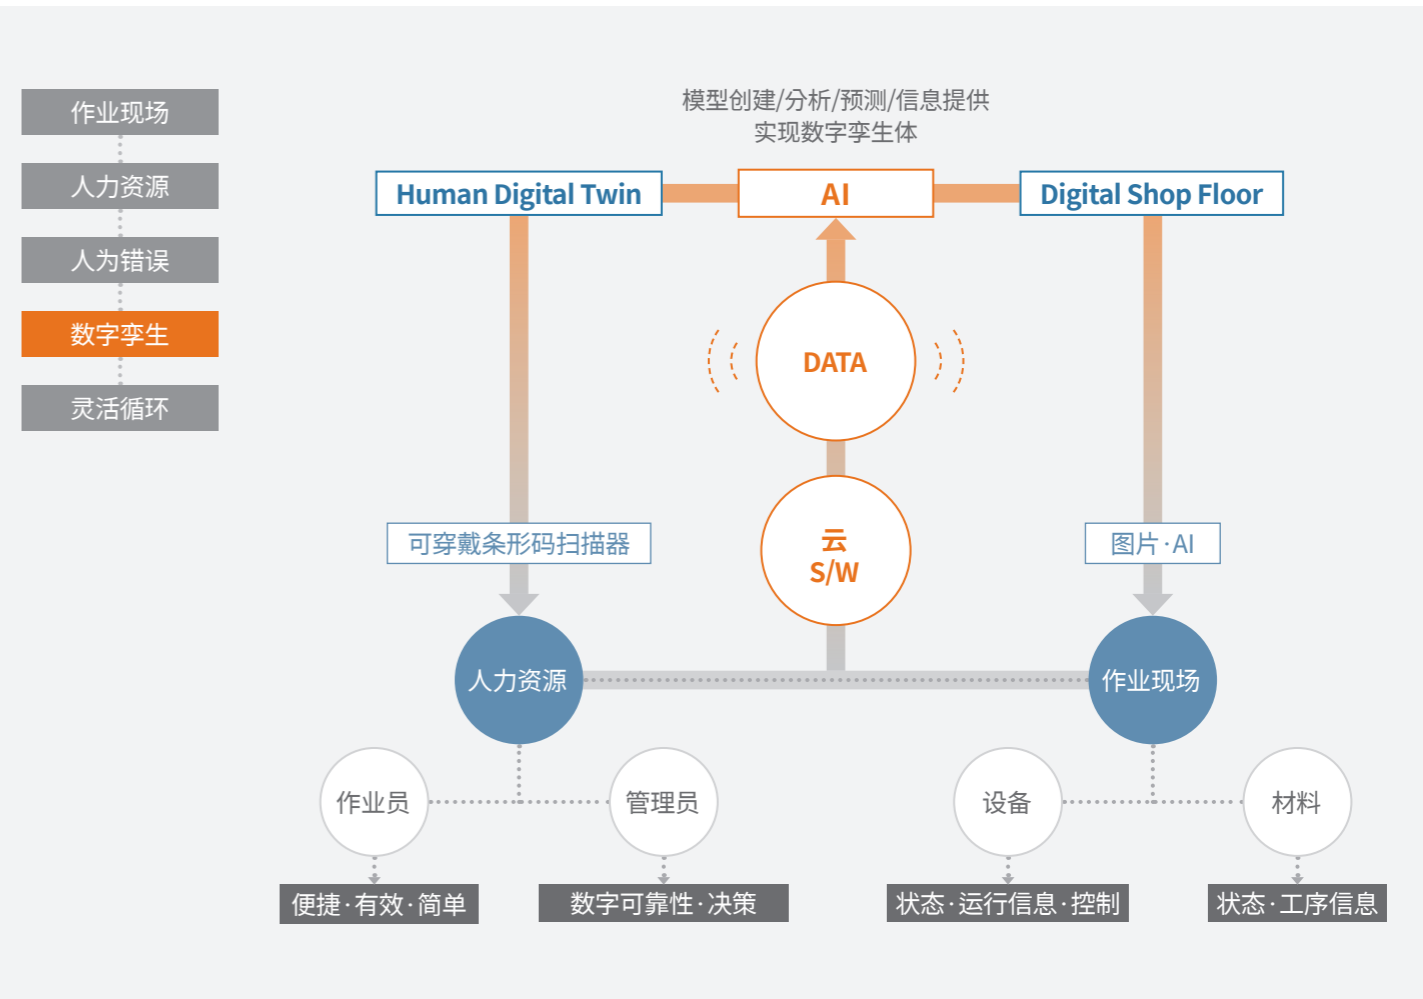 作业现场
人力资源
人为错误
数字孪生
灵活循环
模型创建/分析/预测/信息提供
实现数字孪生体
Human Digital Twin
AI
Digital Shop Floor
DATA
云
S/W
可穿戴条形码扫描器
图片·AI
人力资源
作业现场
作业员
管理员
设备
材料
便捷·有效·简单
数字可靠性·决策
状态·运行信息·控制
状态·工序信息